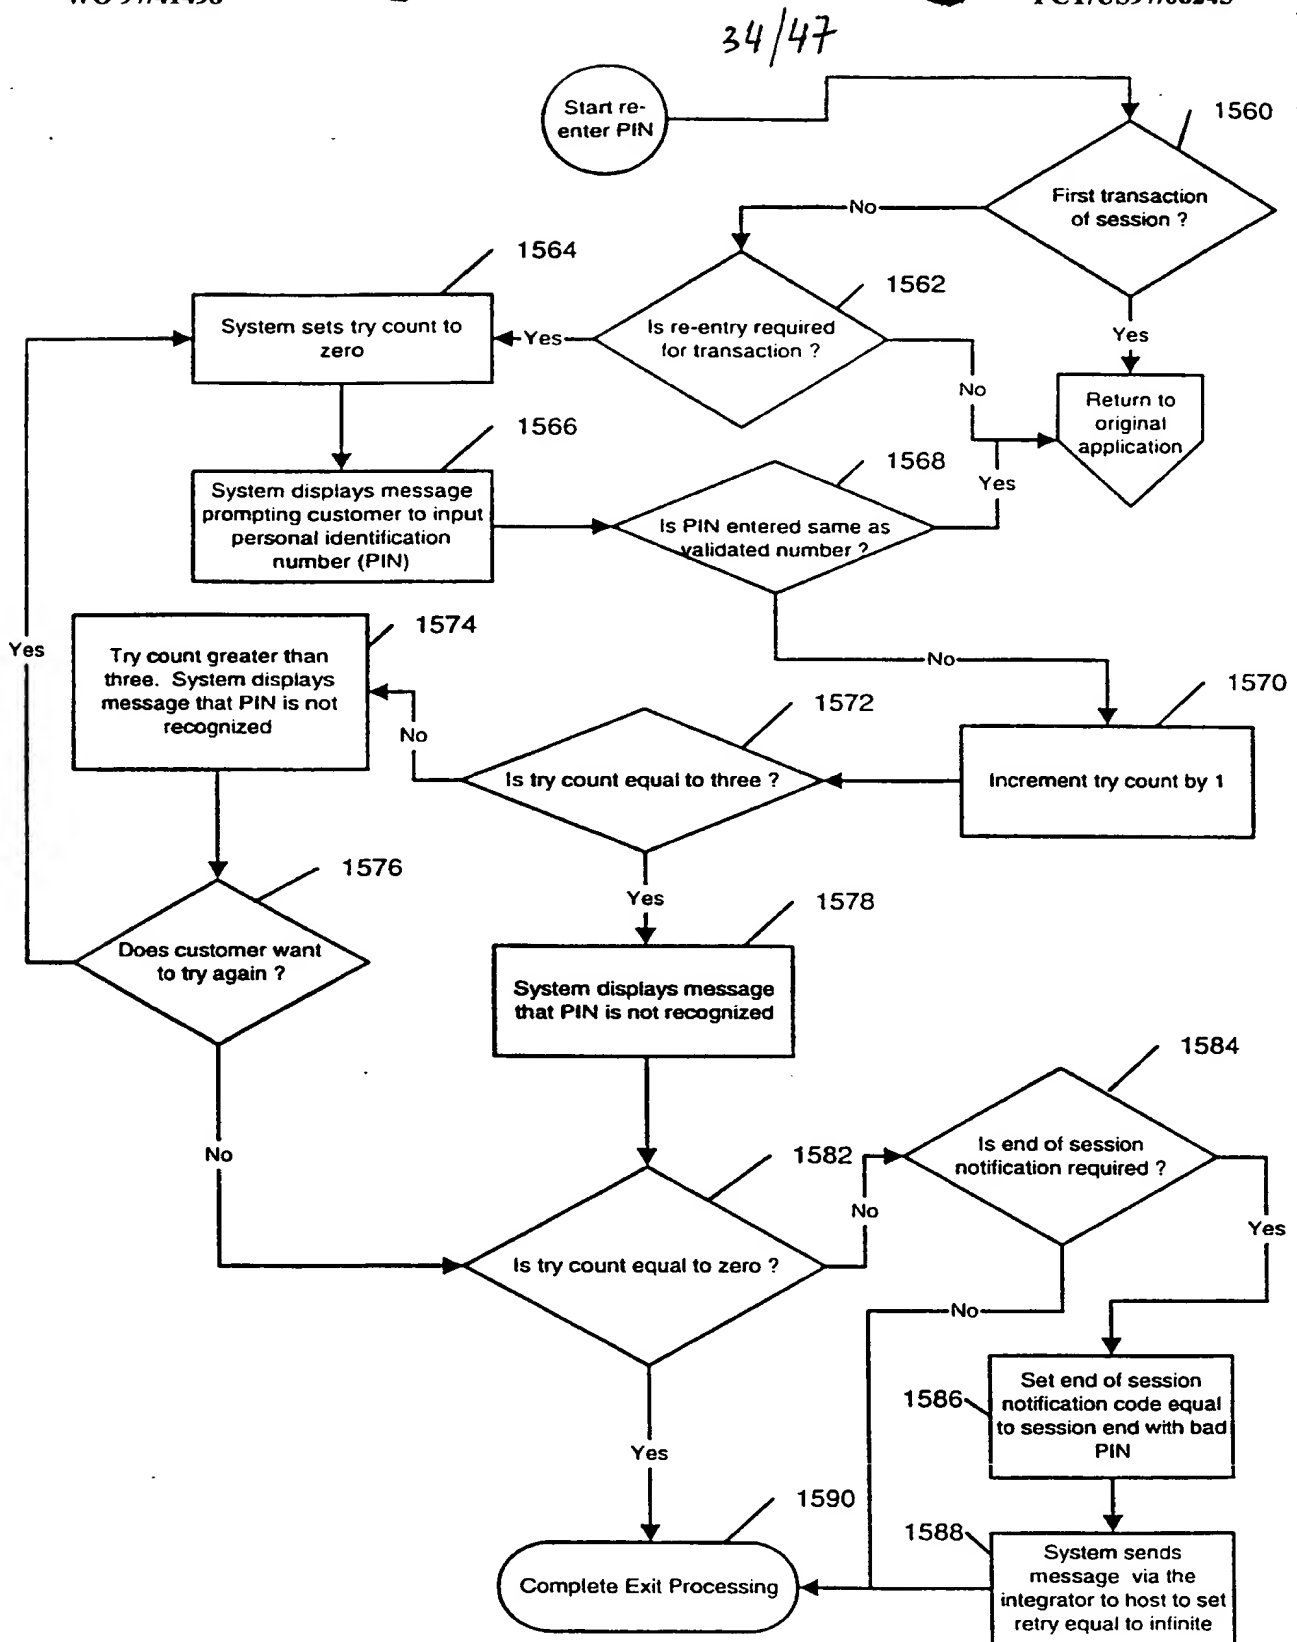 34/47
Start re-
enter PIN
1560
First transaction
of session ?
No
Yes
1564
System sets try count to
zero
1562
Is re-entry required
for transaction ?
Yes
No
Return to
original
application
1566
System displays message
prompting customer to input
personal identification
number (PIN)
1568
Is PIN entered same as
validated number ?
Yes
No
Yes
1574
Try count greater than
three. System displays
message that PIN is not
recognized
No
1572
Is try count equal to three ?
1570
Increment try count by 1
Yes
1576
Does customer want
to try again ?
1578
System displays message
that PIN is not recognized
No
1582
Is try count equal to zero ?
No
1584
Is end of session
notification required ?
Yes
No
1586
Set end of session
notification code equal
to session end with bad
PIN
Yes
1590
Complete Exit Processing
1588
System sends
message via the
integrator to host to set
retry equal to infinite